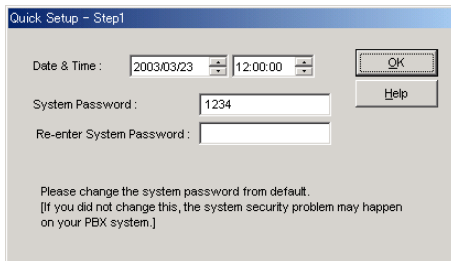 Quick Setup - Step1
Date & Time : 2003/03/23 12:00:00 OK
Help
System Password : 1234
Re-enter System Password :
Please change the system password from default.
[If you did not change this, the system security problem may happen
on your PBX system.]